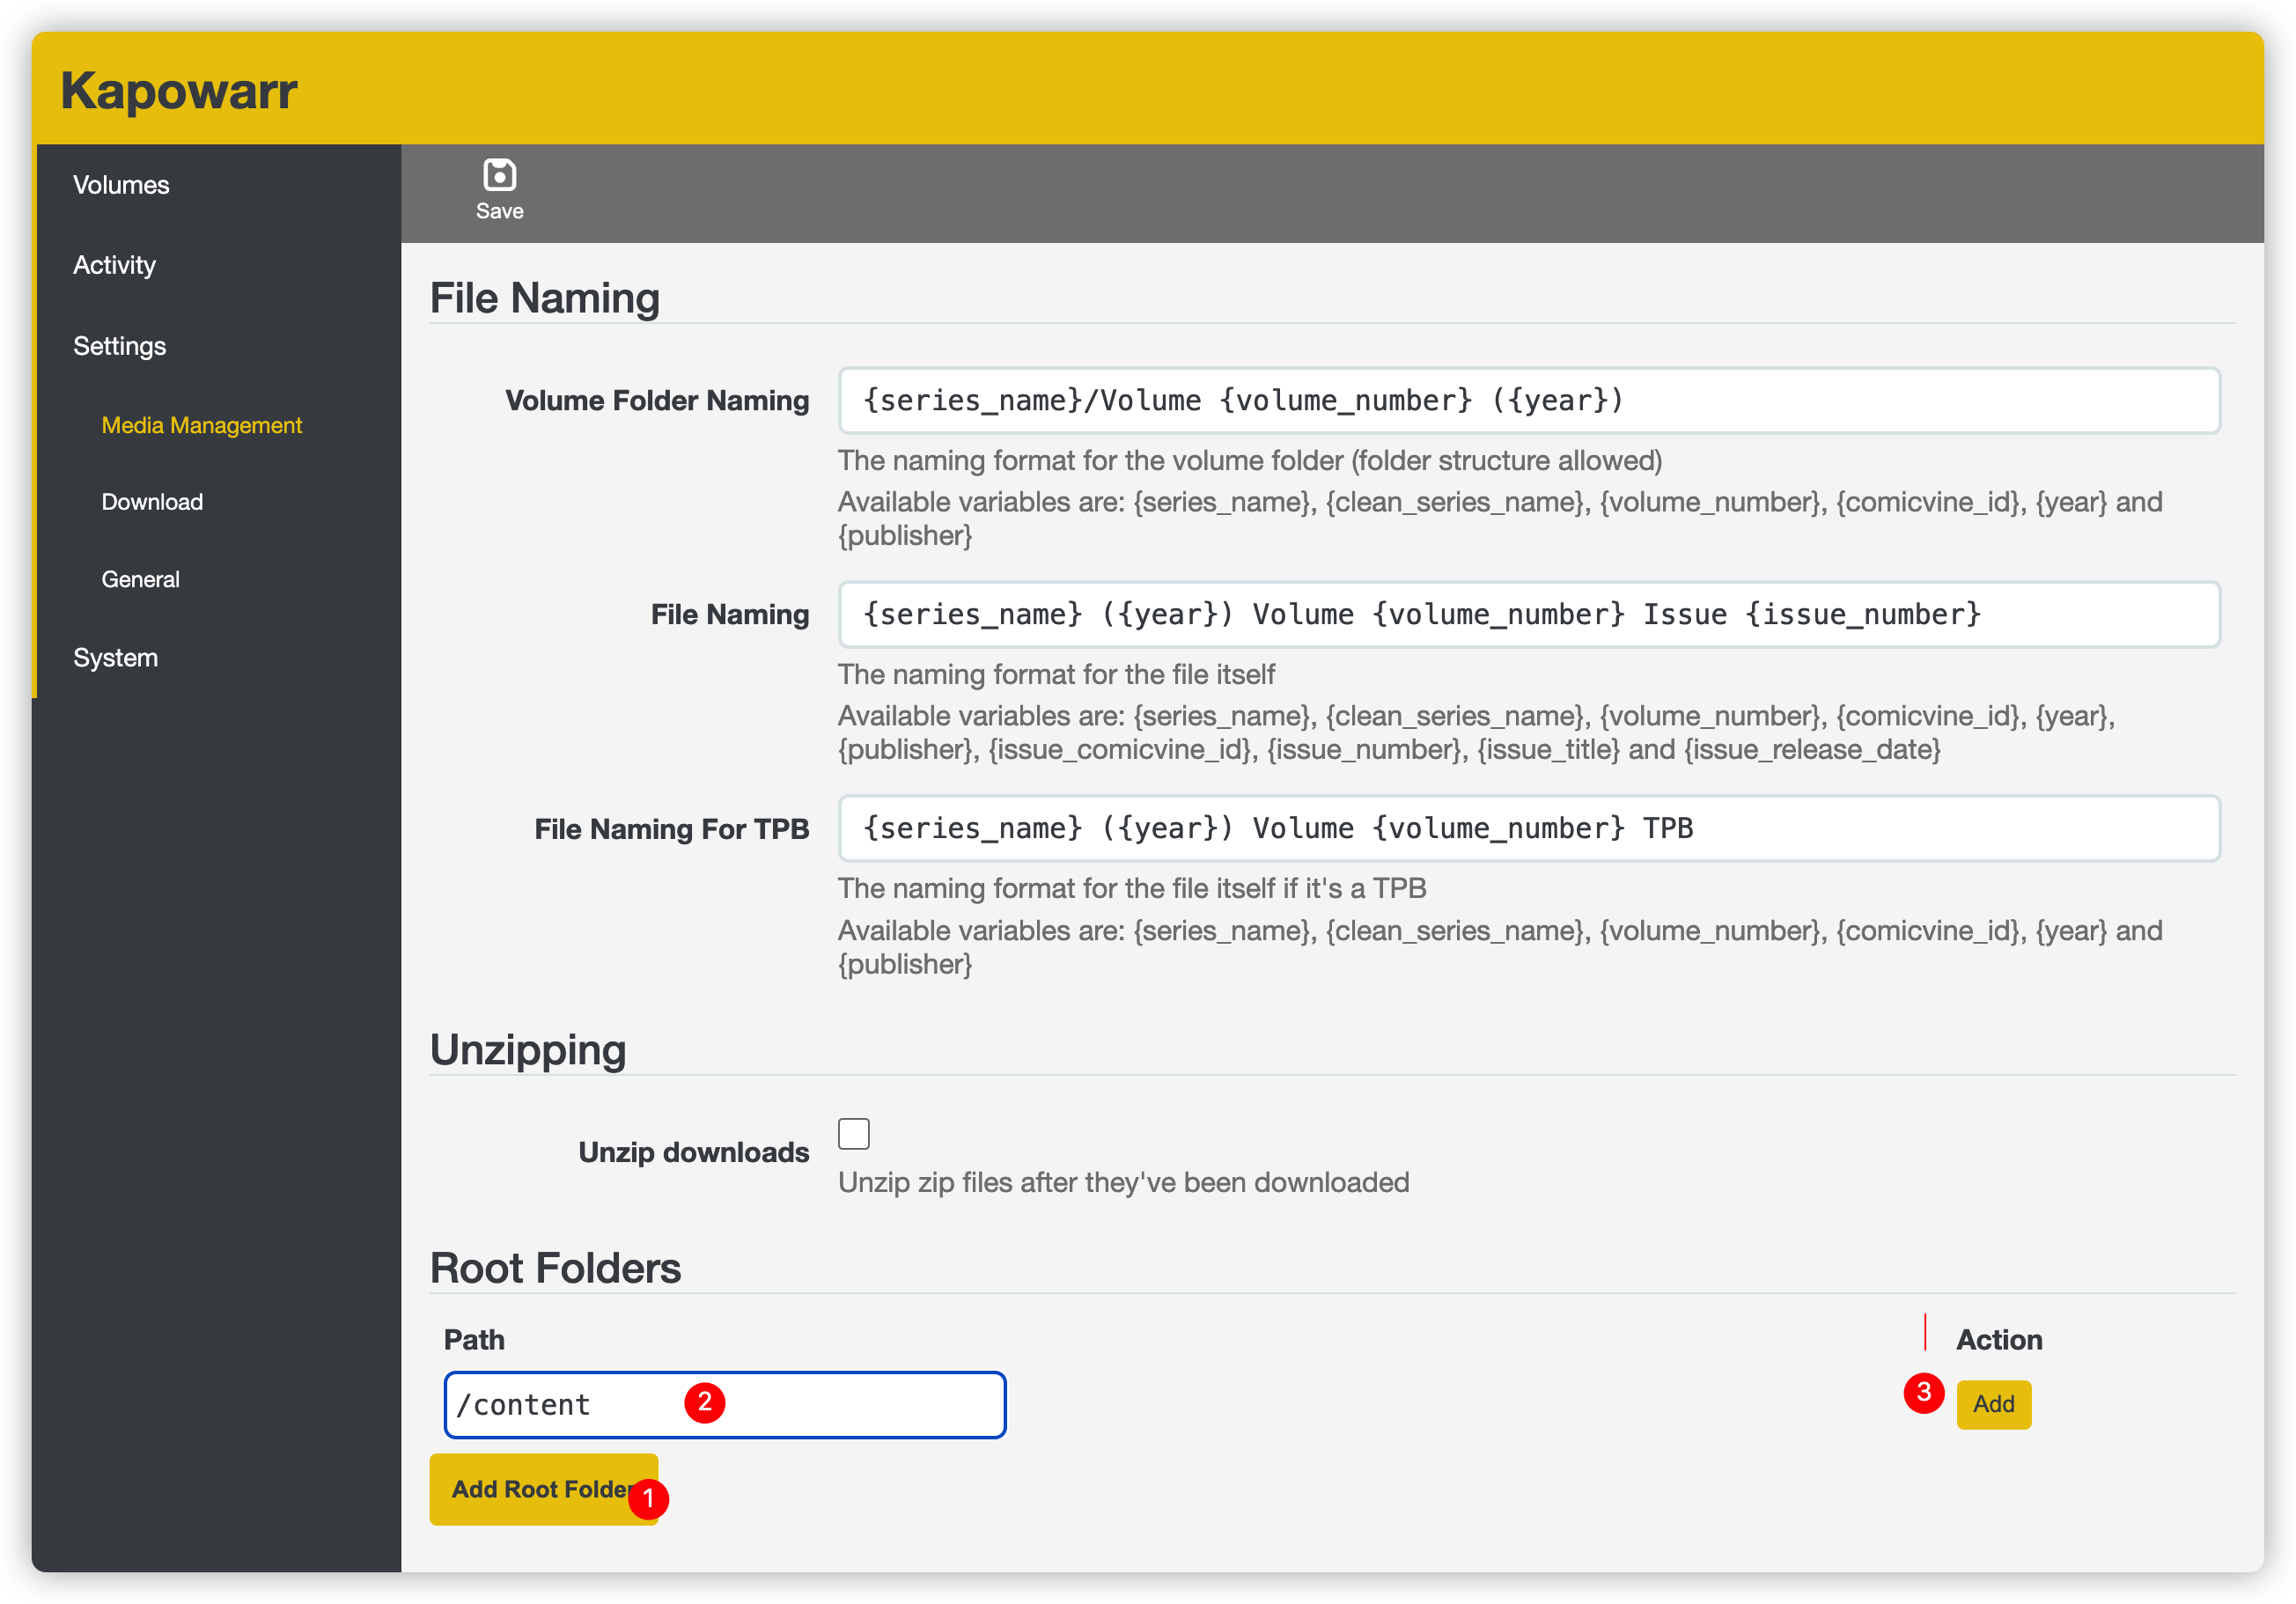 Kapowarr
Volumes
Activity
Settings
Media Management
Download
General
System
Save
File Naming
Volume Folder Naming
{series_name}/Volume {volume_number} ({year})
The naming format for the volume folder (folder structure allowed)
Available variables are: {series_name}, {clean_series_name}, {volume_number}, {comicvine_id}, {year} and
{publisher}
File Naming
{series_name} ({year}) Volume {volume_number} Issue {issue_number}
The naming format for the file itself
Available variables are: {series_name}, {clean_series_name}, {volume_number}, {comicvine_id}, {year},
{publisher}, {issue_comicvine_id}, {issue_number}, {issue_title} and {issue_release_date}
File Naming For TPB
{series_name} ({year}) Volume {volume_number} TPB
The naming format for the file itself if it's a TPB
Available variables are: {series_name}, {clean_series_name}, {volume_number}, {comicvine_id}, {year} and
{publisher}
Unzipping
Unzip downloads
Unzip zip files after they've been downloaded
Root Folders
Path
Action
/content
2
3
Add
Add Root Folder
1